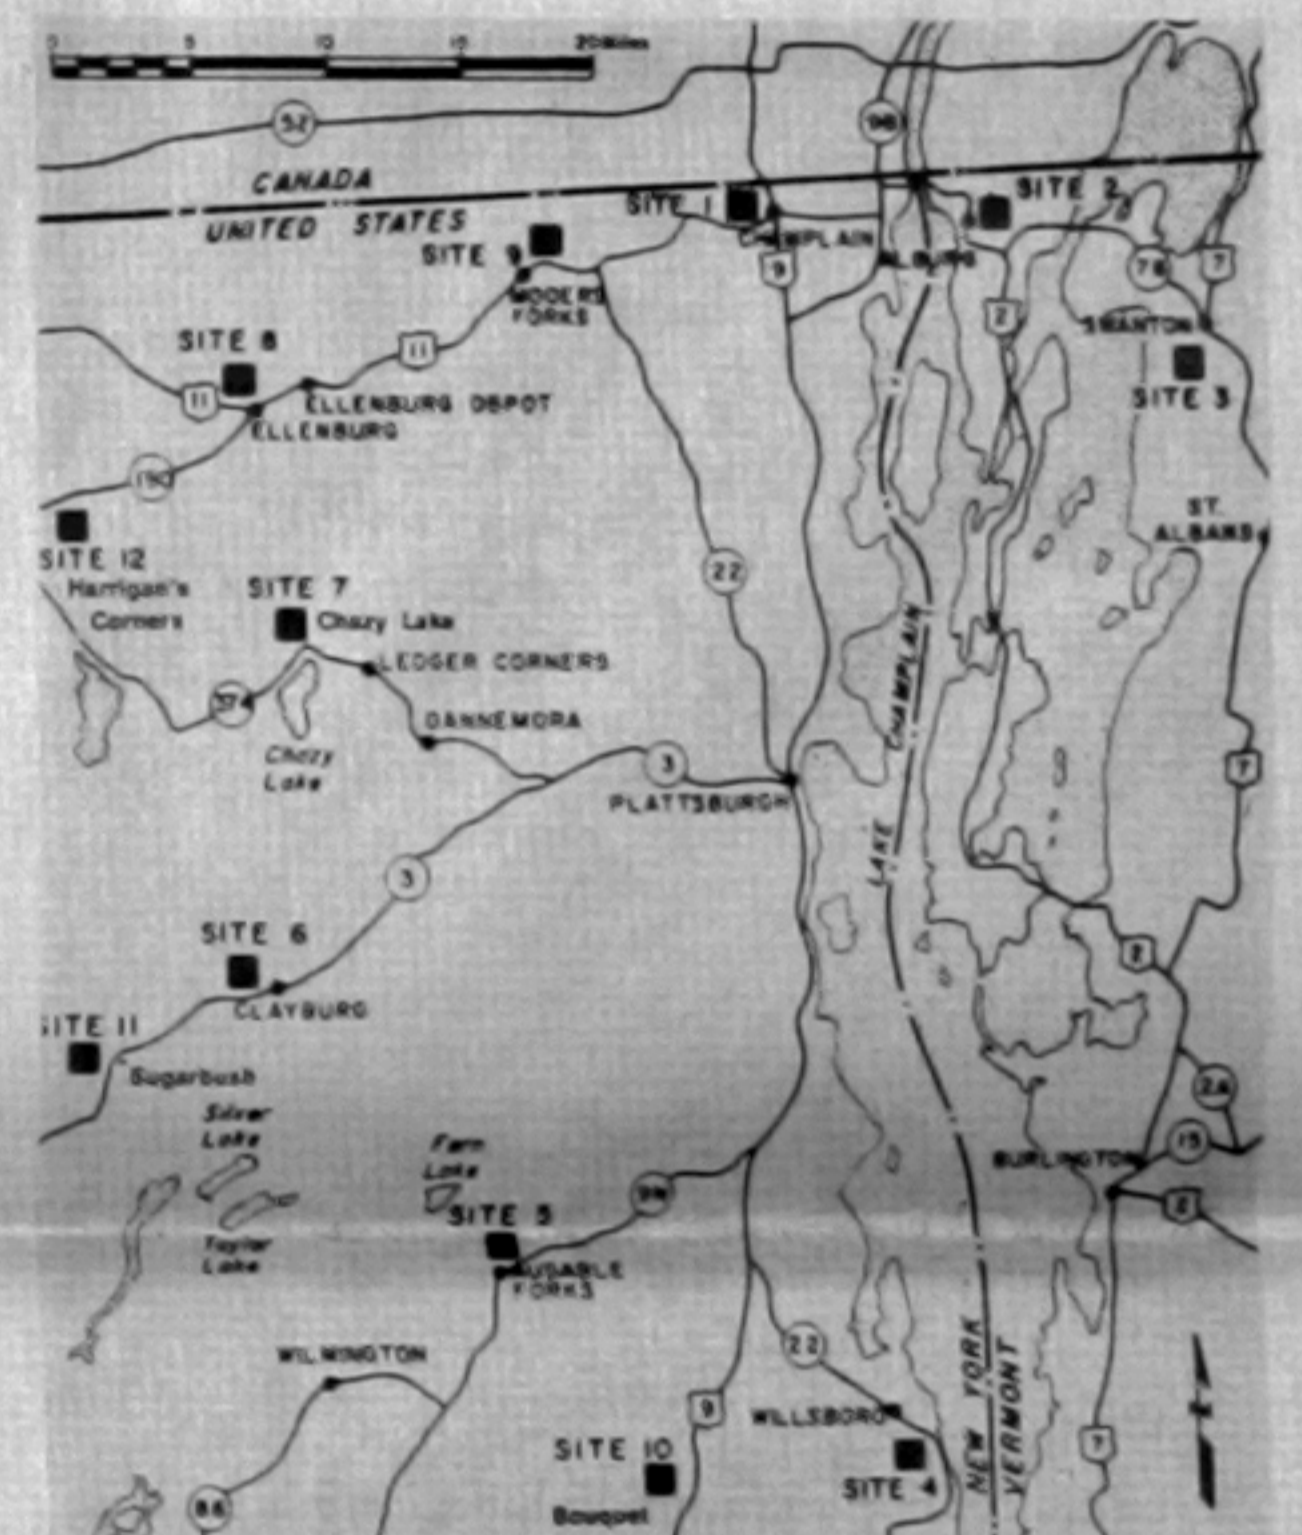 0 5 10 15 20 Miles
52
9B
CANADA
UNITED STATES
SITE 1
SITE 2
CHAMPLAIN
SITE 9
9
ALBURG
78
7
MOOERS
FORKS
2
SWANTON
SITE 8
11
SITE 3
11
ELLENBURG DEPOT
ELLENBURG
190
ST.
ALBANS
SITE 12
Harrigan's
Corners
SITE 7
Chazy Lake
22
LEDGER CORNERS
374
DANNEMORA
Chazy
Lake
3
PLATTSBURGH
LAKE CHAMPLAIN
7
3
SITE 6
2
CLAYBURG
SITE 11
Sugarbush
Silver
Lake
2A
15
Fern
Lake
BURLINGTON
9N
2
SITE 5
Taylor
Lake
AUSABLE
FORKS
22
WILMINGTON
NEW YORK
VERMONT
9
WILLSBORO
7
SITE 10
SITE 4
86
Bouquet